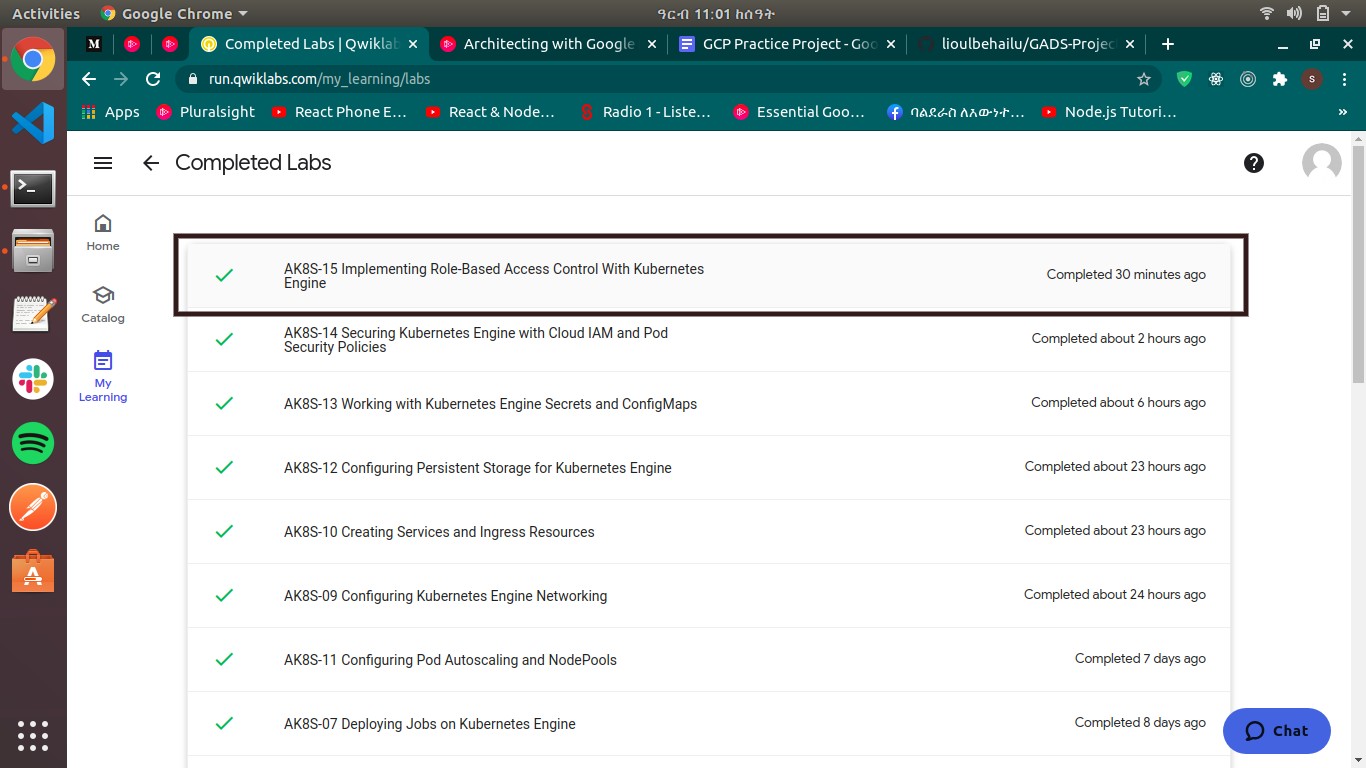 Activities
Google Chrome
ዓርብ 11:01 ከሰዓት
M
Completed Labs | Qwiklab
Architecting with Google
GCP Practice Project - Goo
lioulbehailu/GADS-Projec
run.qwiklabs.com/my_learning/labs
S
Apps
Pluralsight
React Phone E...
React & Node...
Radio 1 - Liste...
Essential Goo...
ባልደራስ ለእውነተ...
Node.js Tutori...
»
Completed Labs
Home
Catalog
My
Learning
AK8S-15 Implementing Role-Based Access Control With Kubernetes
Engine
Completed 30 minutes ago
AK8S-14 Securing Kubernetes Engine with Cloud IAM and Pod
Security Policies
Completed about 2 hours ago
AK8S-13 Working with Kubernetes Engine Secrets and ConfigMaps
Completed about 6 hours ago
AK8S-12 Configuring Persistent Storage for Kubernetes Engine
Completed about 23 hours ago
AK8S-10 Creating Services and Ingress Resources
Completed about 23 hours ago
AK8S-09 Configuring Kubernetes Engine Networking
Completed about 24 hours ago
AK8S-11 Configuring Pod Autoscaling and NodePools
Completed 7 days ago
AK8S-07 Deploying Jobs on Kubernetes Engine
Completed 8 days ago
Chat